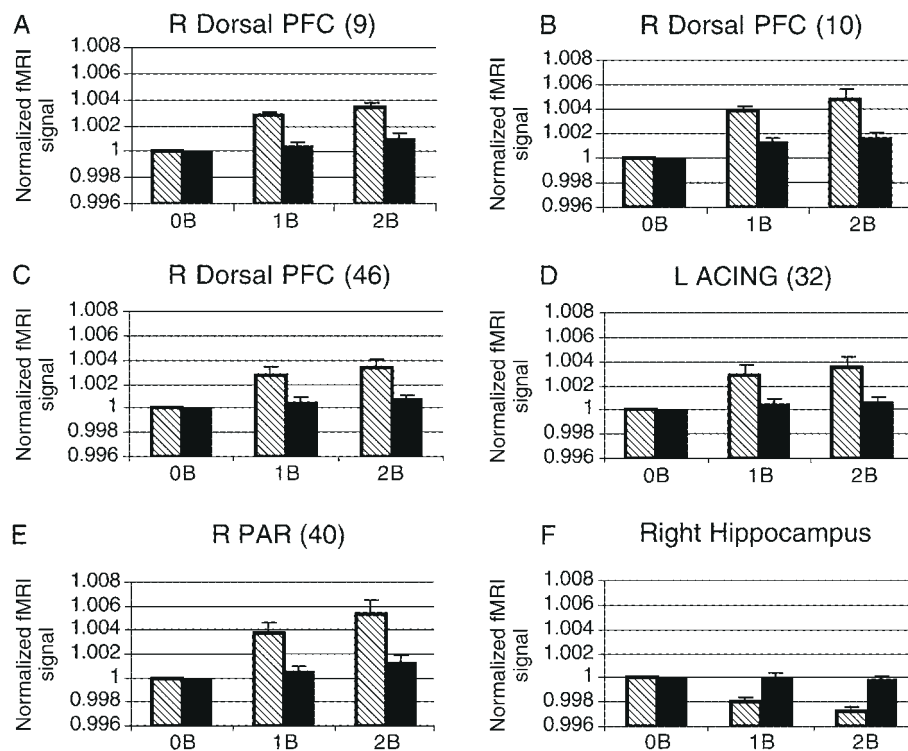 A
R Dorsal PFC (9)
Normalized fMRI
signal
1.008
1.006
1.004
1.002
1
0.998
0.996
0B
1B
2B
B
R Dorsal PFC (10)
Normalized fMRI
signal
1.008
1.006
1.004
1.002
1
0.998
0.996
0B
1B
2B
C
R Dorsal PFC (46)
Normalized fMRI
signal
1.008
1.006
1.004
1.002
1
0.998
0.996
0B
1B
2B
D
L ACING (32)
Normalized fMRI
signal
1.008
1.006
1.004
1.002
1
0.998
0.996
0B
1B
2B
E
R PAR (40)
Normalized fMRI
signal
1.008
1.006
1.004
1.002
1
0.998
0.996
0B
1B
2B
F
Right Hippocampus
Normalized fMRI
signal
1.008
1.006
1.004
1.002
1
0.998
0.996
0B
1B
2B